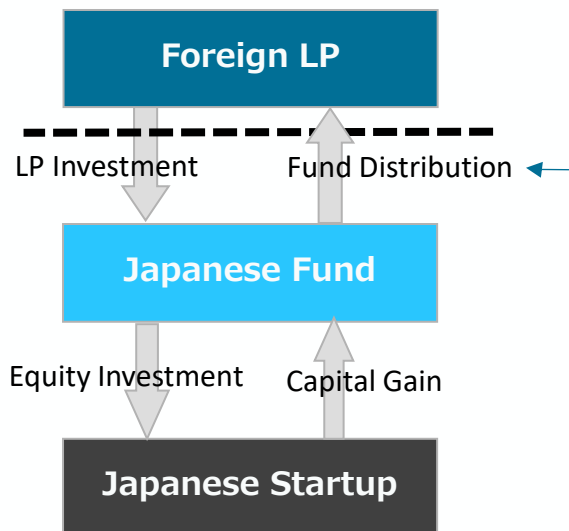 Foreign LP
LP Investment
Fund Distribution
Japanese Fund
Equity Investment
Capital Gain
Japanese Startup